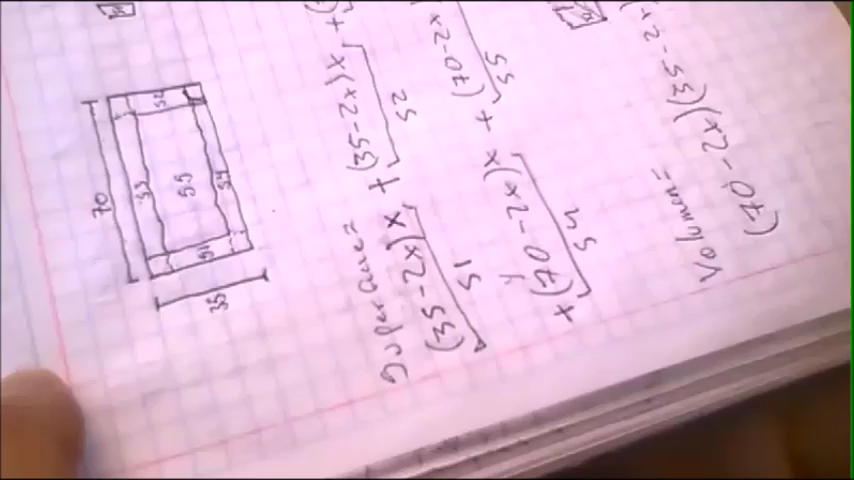 70
S2
S3
S5
S4
S1
35
Superficie=
(35-2x)x + (35-2x)x + (
S1
S2
+ (70-2x)x + (70-2x)
S4
S5
Volumen=
(70-2x)(35-2x